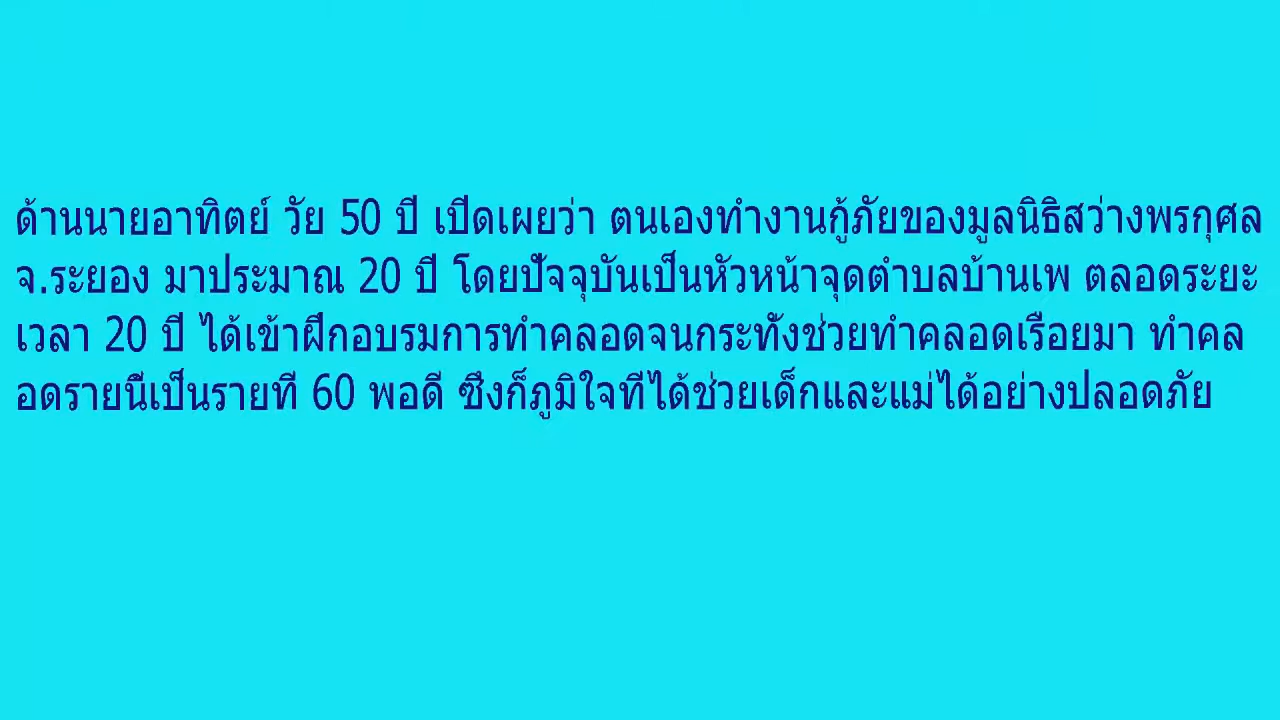 ด้านนายอาทิตย์ วัย 50 ปี เปิดเผยว่า ตนเองทำงานกู้ภัยของมูลนิธิสว่างพรกุศล
จ.ระยอง มาประมาณ 20 ปี โดยปัจจุบันเป็นหัวหน้าจุดตำบลบ้านเพ ตลอดระยะ
เวลา 20 ปี ได้เข้าฝึกอบรมการทำคลอดจนกระทั่งช่วยทำคลอดเรื่อยมา ทำคล
อดรายนี้เป็นรายที่ 60 พอดี ซึ่งก็ภูมิใจที่ได้ช่วยเด็กและแม่ได้อย่างปลอดภัย